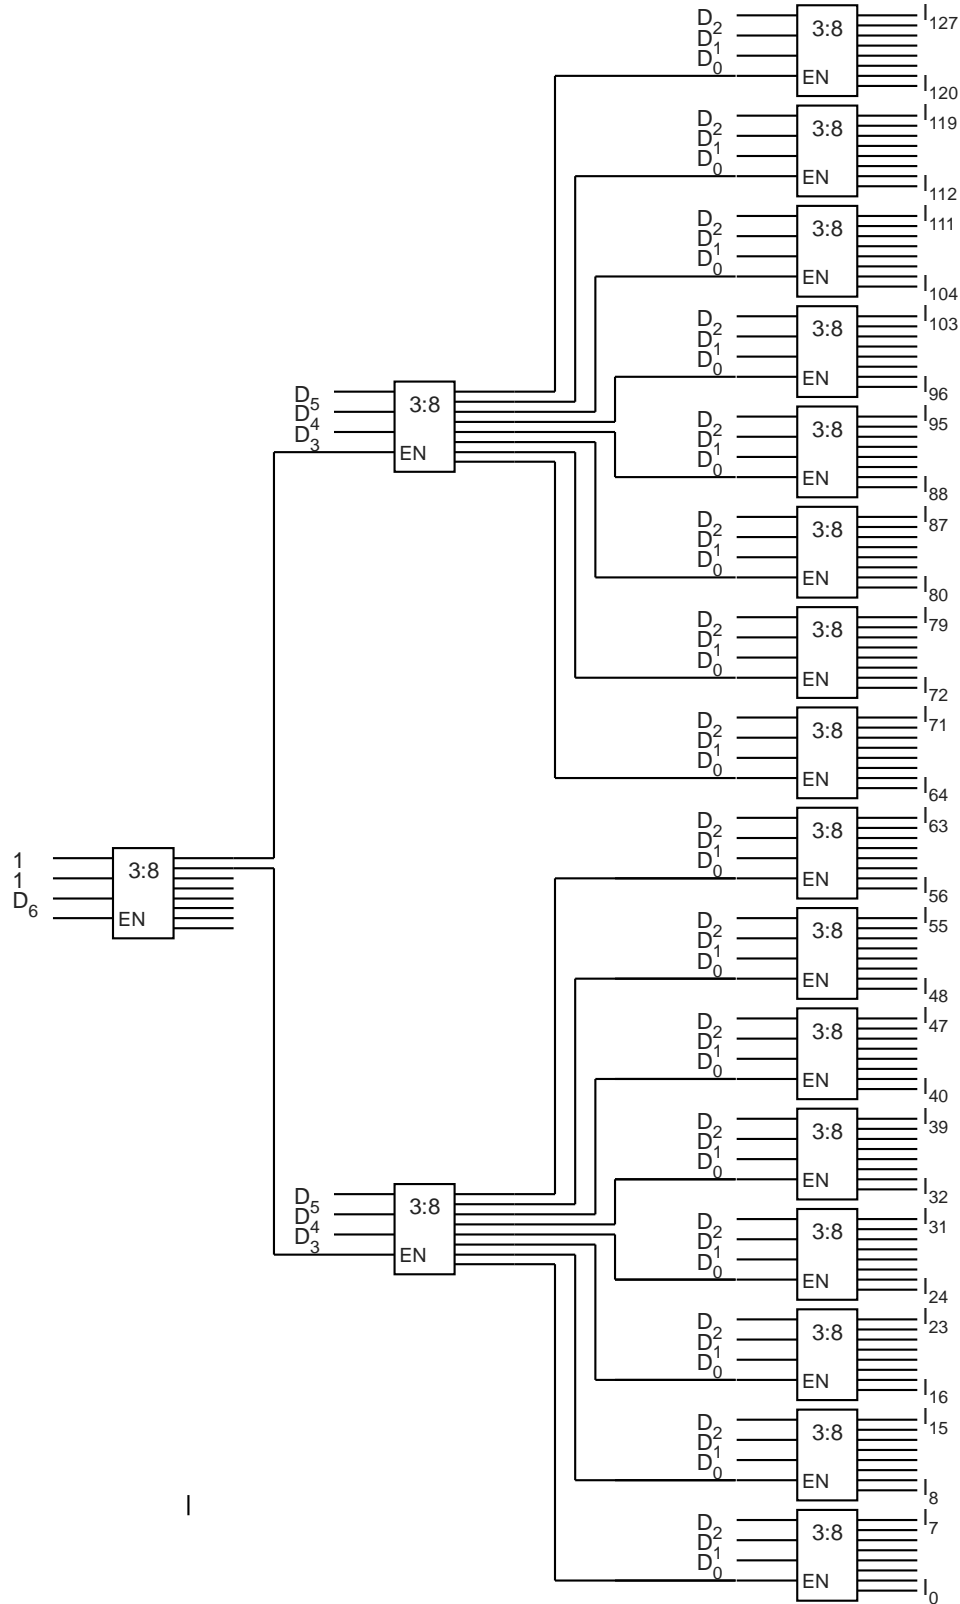 1
1
D₆
3:8
EN
D₅
D₄
D₃
3:8
EN
D₅
D₄
D₃
3:8
EN
D₂
D₁
D₀
3:8
EN
I₁₂₇
I₁₂₀
D₂
D₁
D₀
3:8
EN
I₁₁₉
I₁₁₂
D₂
D₁
D₀
3:8
EN
I₁₁₁
I₁₀₄
D₂
D₁
D₀
3:8
EN
I₁₀₃
I₉₆
D₂
D₁
D₀
3:8
EN
I₉₅
I₈₈
D₂
D₁
D₀
3:8
EN
I₈₇
I₈₀
D₂
D₁
D₀
3:8
EN
I₇₉
I₇₂
D₂
D₁
D₀
3:8
EN
I₇₁
I₆₄
D₂
D₁
D₀
3:8
EN
I₆₃
I₅₆
D₂
D₁
D₀
3:8
EN
I₅₅
I₄₈
D₂
D₁
D₀
3:8
EN
I₄₇
I₄₀
D₂
D₁
D₀
3:8
EN
I₃₉
I₃₂
D₂
D₁
D₀
3:8
EN
I₃₁
I₂₄
D₂
D₁
D₀
3:8
EN
I₂₃
I₁₆
D₂
D₁
D₀
3:8
EN
I₁₅
I₈
I
D₂
D₁
D₀
3:8
EN
I₇
I₀